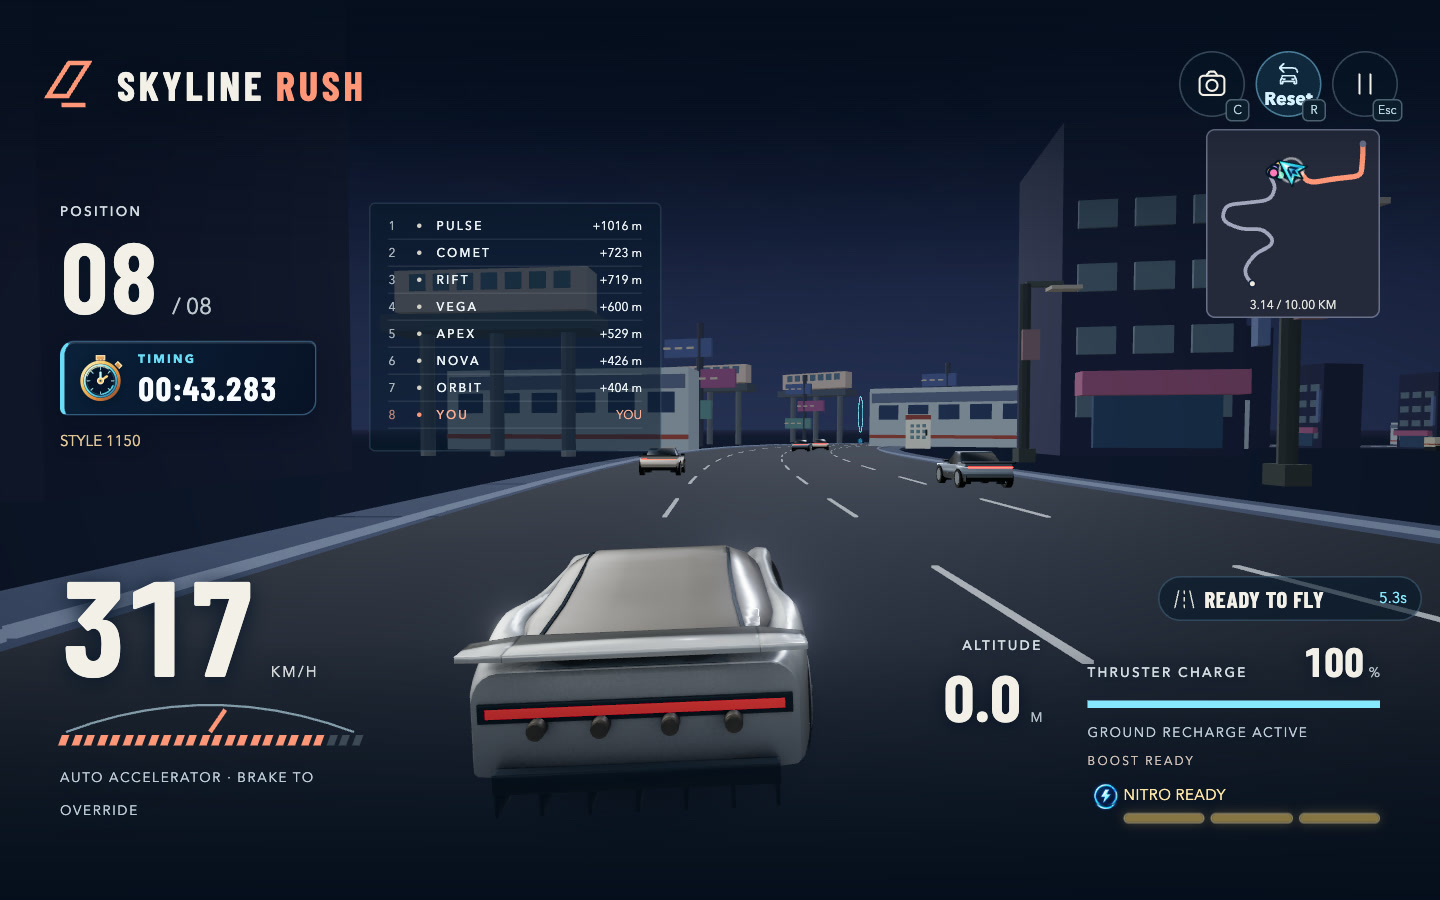 SKYLINE RUSH
C
Reset
R
Esc
POSITION
08 / 08
TIMING
00:43.283
STYLE 1150
1 • PULSE +1016 m
2 • COMET +723 m
3 • RIFT +719 m
4 • VEGA +600 m
5 • APEX +529 m
6 • NOVA +426 m
7 • ORBIT +404 m
8 • YOU YOU
3.14 / 10.00 KM
317 KM/H
AUTO ACCELERATOR · BRAKE TO
OVERRIDE
READY TO FLY 5.3s
ALTITUDE
0.0 M
THRUSTER CHARGE 100 %
GROUND RECHARGE ACTIVE
BOOST READY
NITRO READY